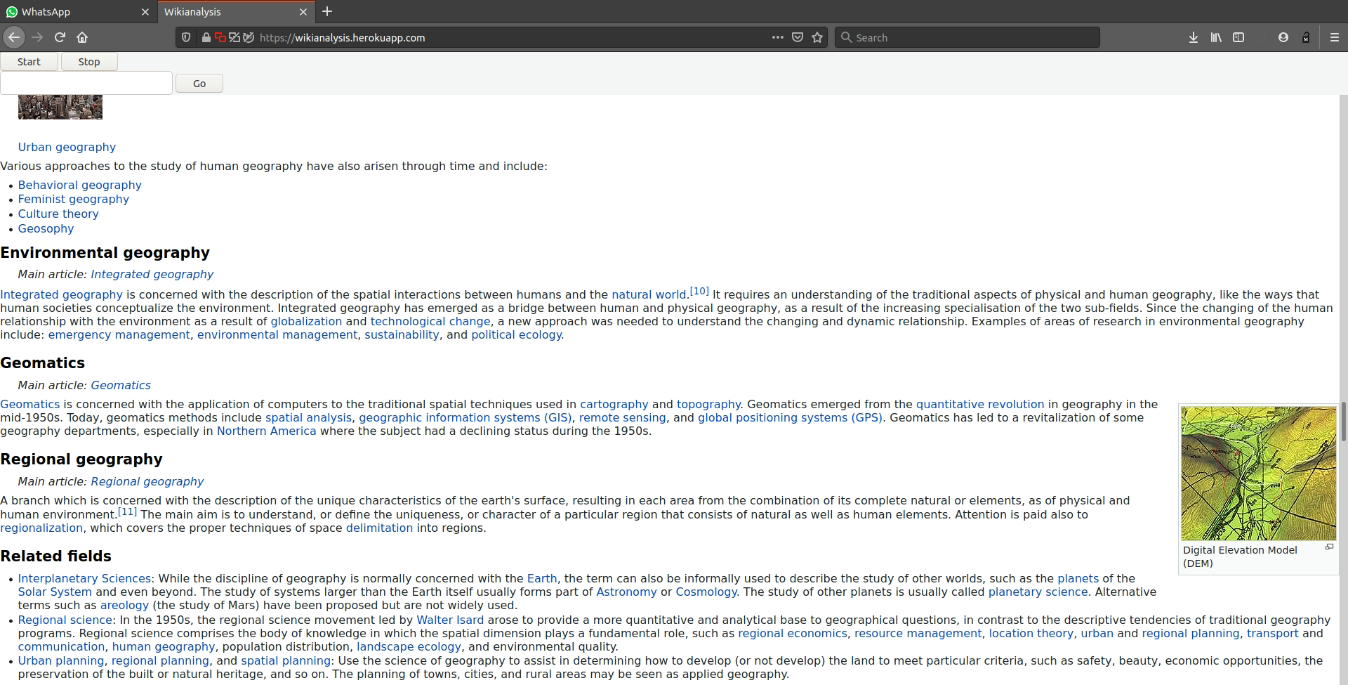 WhatsApp
Wikianalysis
https://wikianalysis.herokuapp.com
Search
Start Stop
Go
Urban geography
Various approaches to the study of human geography have also arisen through time and include:
• Behavioral geography
• Feminist geography
• Culture theory
• Geosophy
Environmental geography
Main article: Integrated geography
Integrated geography is concerned with the description of the spatial interactions between humans and the natural world.[10] It requires an understanding of the traditional aspects of physical and human geography, like the ways that
human societies conceptualize the environment. Integrated geography has emerged as a bridge between human and physical geography, as a result of the increasing specialisation of the two sub-fields. Since the changing of the human
relationship with the environment as a result of globalization and technological change, a new approach was needed to understand the changing and dynamic relationship. Examples of areas of research in environmental geography
include: emergency management, environmental management, sustainability, and political ecology.
Geomatics
Main article: Geomatics
Geomatics is concerned with the application of computers to the traditional spatial techniques used in cartography and topography. Geomatics emerged from the quantitative revolution in geography in the
mid-1950s. Today, geomatics methods include spatial analysis, geographic information systems (GIS), remote sensing, and global positioning systems (GPS). Geomatics has led to a revitalization of some
geography departments, especially in Northern America where the subject had a declining status during the 1950s.
Regional geography
Main article: Regional geography
A branch which is concerned with the description of the unique characteristics of the earth's surface, resulting in each area from the combination of its complete natural or elements, as of physical and
human environment.[11] The main aim is to understand, or define the uniqueness, or character of a particular region that consists of natural as well as human elements. Attention is paid also to
regionalization, which covers the proper techniques of space delimitation into regions.
Digital Elevation Model
(DEM)
Related fields
• Interplanetary Sciences: While the discipline of geography is normally concerned with the Earth, the term can also be informally used to describe the study of other worlds, such as the planets of the
Solar System and even beyond. The study of systems larger than the Earth itself usually forms part of Astronomy or Cosmology. The study of other planets is usually called planetary science. Alternative
terms such as areology (the study of Mars) have been proposed but are not widely used.
• Regional science: In the 1950s, the regional science movement led by Walter Isard arose to provide a more quantitative and analytical base to geographical questions, in contrast to the descriptive tendencies of traditional geography
programs. Regional science comprises the body of knowledge in which the spatial dimension plays a fundamental role, such as regional economics, resource management, location theory, urban and regional planning, transport and
communication, human geography, population distribution, landscape ecology, and environmental quality.
• Urban planning, regional planning, and spatial planning: Use the science of geography to assist in determining how to develop (or not develop) the land to meet particular criteria, such as safety, beauty, economic opportunities, the
preservation of the built or natural heritage, and so on. The planning of towns, cities, and rural areas may be seen as applied geography.